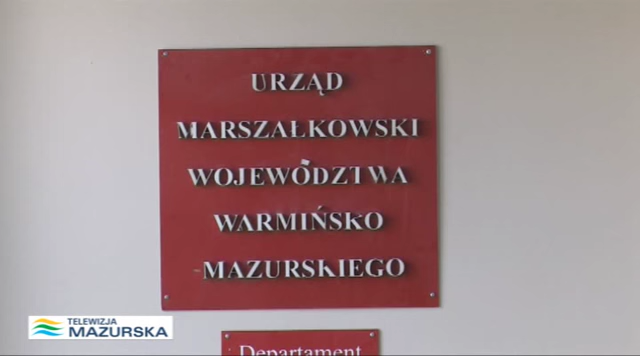 URZĄD
MARSZAŁKOWSKI
WOJEWÓDZTWA
WARMIŃSKO
-MAZURSKIEGO
TELEWIZJA
MAZURSKA
Departament